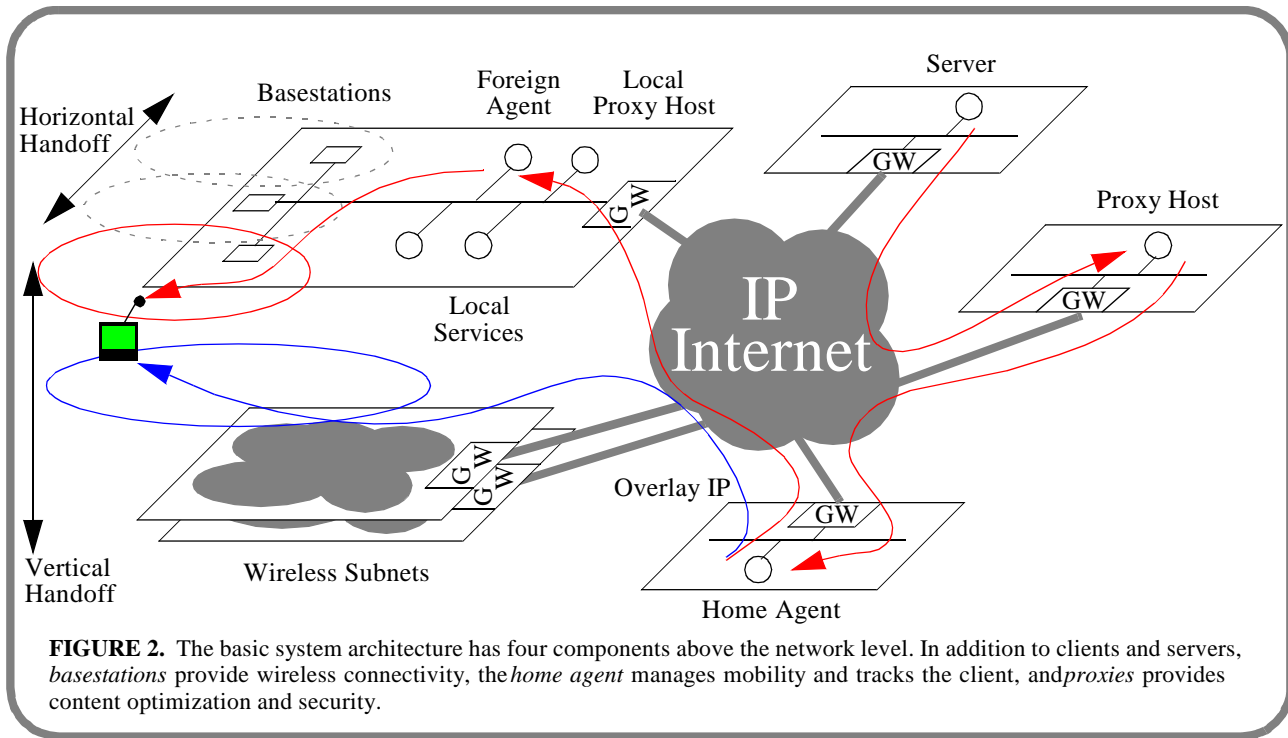 Horizontal
Handoff
Basestations
Foreign
Agent
Local
Proxy Host
Server
GW
Proxy Host
GW
GW
Local
Services
IP
Internet
GW
GW
Overlay IP
Wireless Subnets
Vertical
Handoff
GW
Home Agent
FIGURE 2. The basic system architecture has four components above the network level. In addition to clients and servers,
basestations provide wireless connectivity, the home agent manages mobility and tracks the client, and proxies provides
content optimization and security.